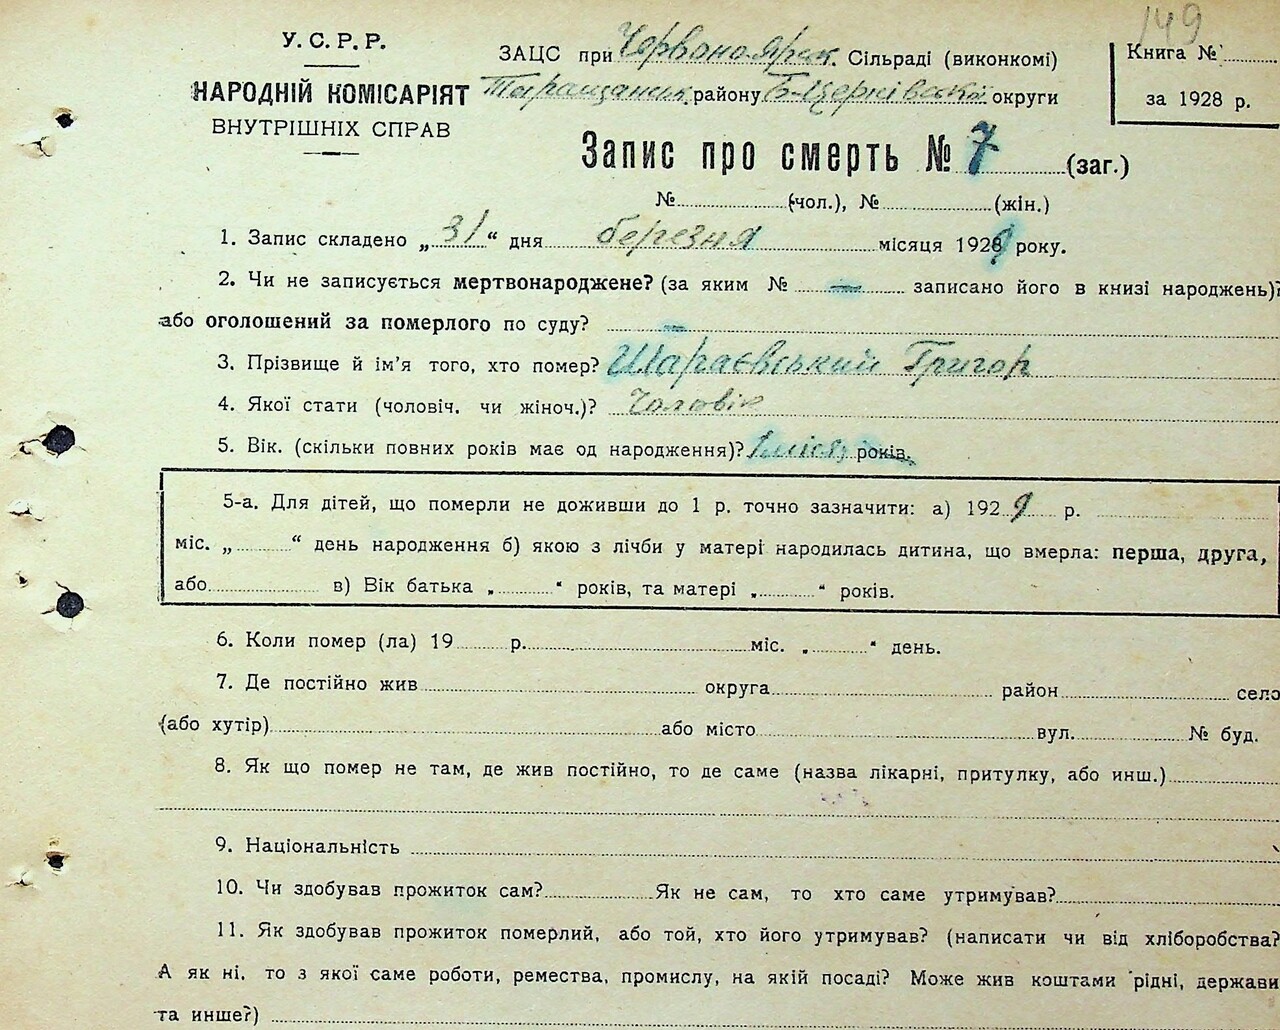 149
У. С. Р. Р.
НАРОДНІЙ КОМІСАРІЯТ
ВНУТРІШНІХ СПРАВ
ЗАЦС при Червоноярськ. Сільраді (виконкомі)
Таращанськ. району Б-Церківської округи
Книга №
за 1928 р.
Запис про смерть № 7 (заг.)
№ (чол.), № (жін.)
1. Запис складено „ 31 “ дня березня місяця 1929 року.
2. Чи не записується мертвонароджене? (за яким № — записано його в книзі народжень)?
або оголошений за померлого по суду? —
3. Прізвище й ім'я того, хто помер? Шараєвський Григор
4. Якої стати (чоловіч. чи жіноч.)? Чоловік
5. Вік. (скільки повних років має од народження)? 1 місяц років.
5-а. Для дітей, що померли не доживши до 1 р. точно зазначити: а) 1929 р.
міс. „ “ день народження б) якою з лічби у матері народилась дитина, що вмерла: перша, друга,
або в) Вік батька „ “ років, та матері „ “ років.
6. Коли помер (ла) 19 р. міс. „ “ день.
7. Де постійно жив округа район село
(або хутір) або місто вул. № буд.
8. Як що помер не там, де жив постійно, то де саме (назва лікарні, притулку, або инш.)
9. Національність
10. Чи здобував прожиток сам? Як не сам, то хто саме утримував?
11. Як здобував прожиток померлий, або той, хто його утримував? (написати чи від хліборобства?
А як ні, то з якої саме роботи, ремества, промислу, на якій посаді? Може жив коштами рідні, держави
та инше?)